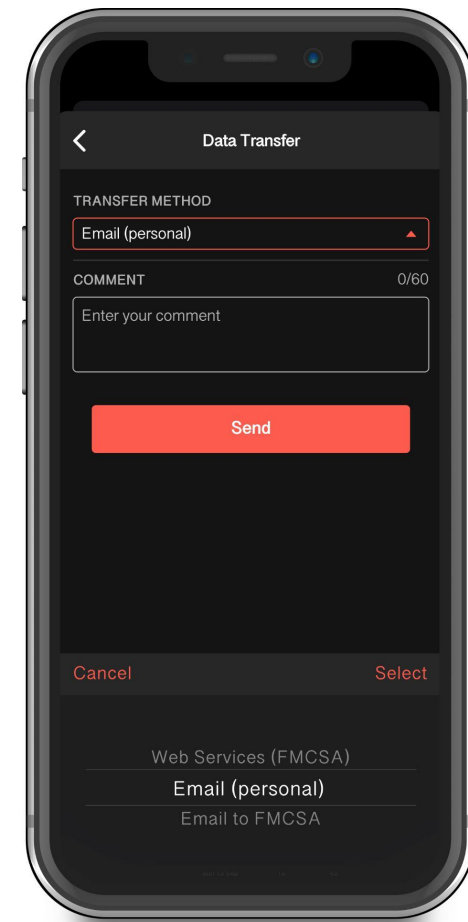 Data Transfer
TRANSFER METHOD
Email (personal)
COMMENT 0/60
Enter your comment
Send
Cancel Select
Web Services (FMCSA)
Email (personal)
Email to FMCSA